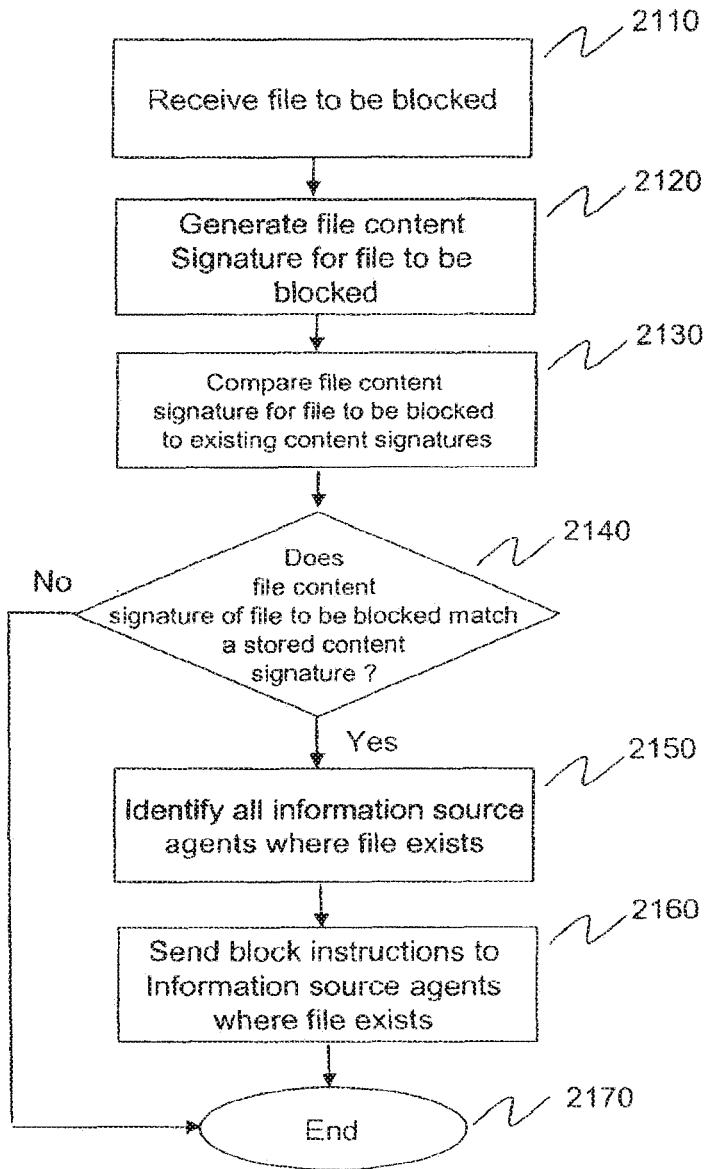 2110
Receive file to be blocked
2120
Generate file content
Signature for file to be
blocked
2130
Compare file content
signature for file to be blocked
to existing content signatures
2140
Does
file content
signature of file to be blocked match
a stored content
signature ?
No
Yes
2150
Identify all information source
agents where file exists
2160
Send block instructions to
Information source agents
where file exists
2170
End